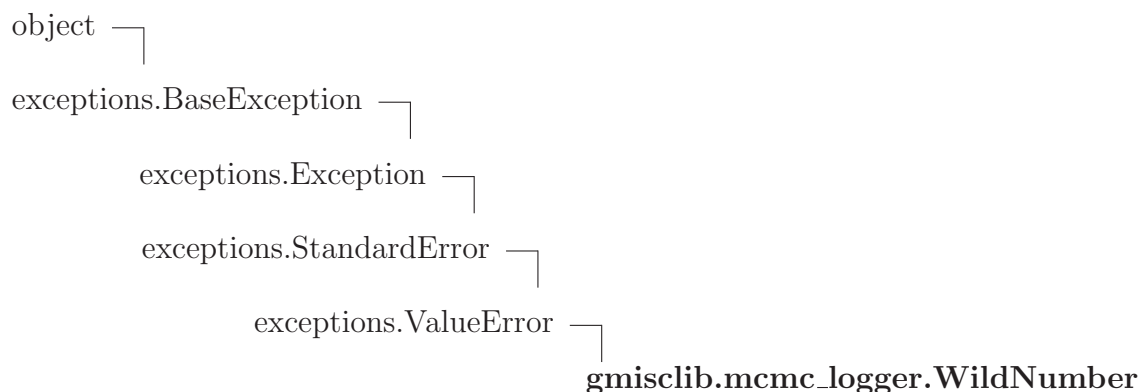 object
exceptions.BaseException
exceptions.Exception
exceptions.StandardError
exceptions.ValueError
gmisclib.mcmc_logger.WildNumber